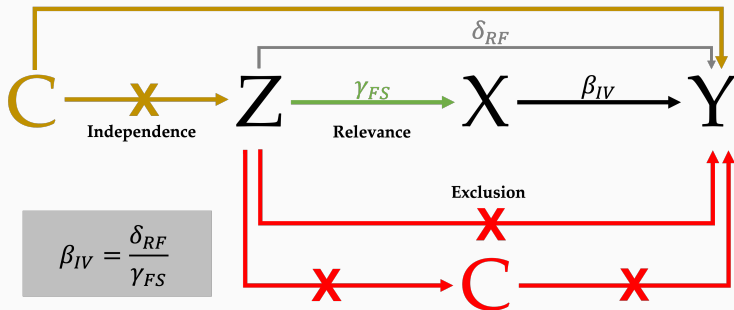 δ_RF
C Z γ_FS X β_IV Y
Independence Relevance
Exclusion
β_IV = δ_RF / γ_FS
C